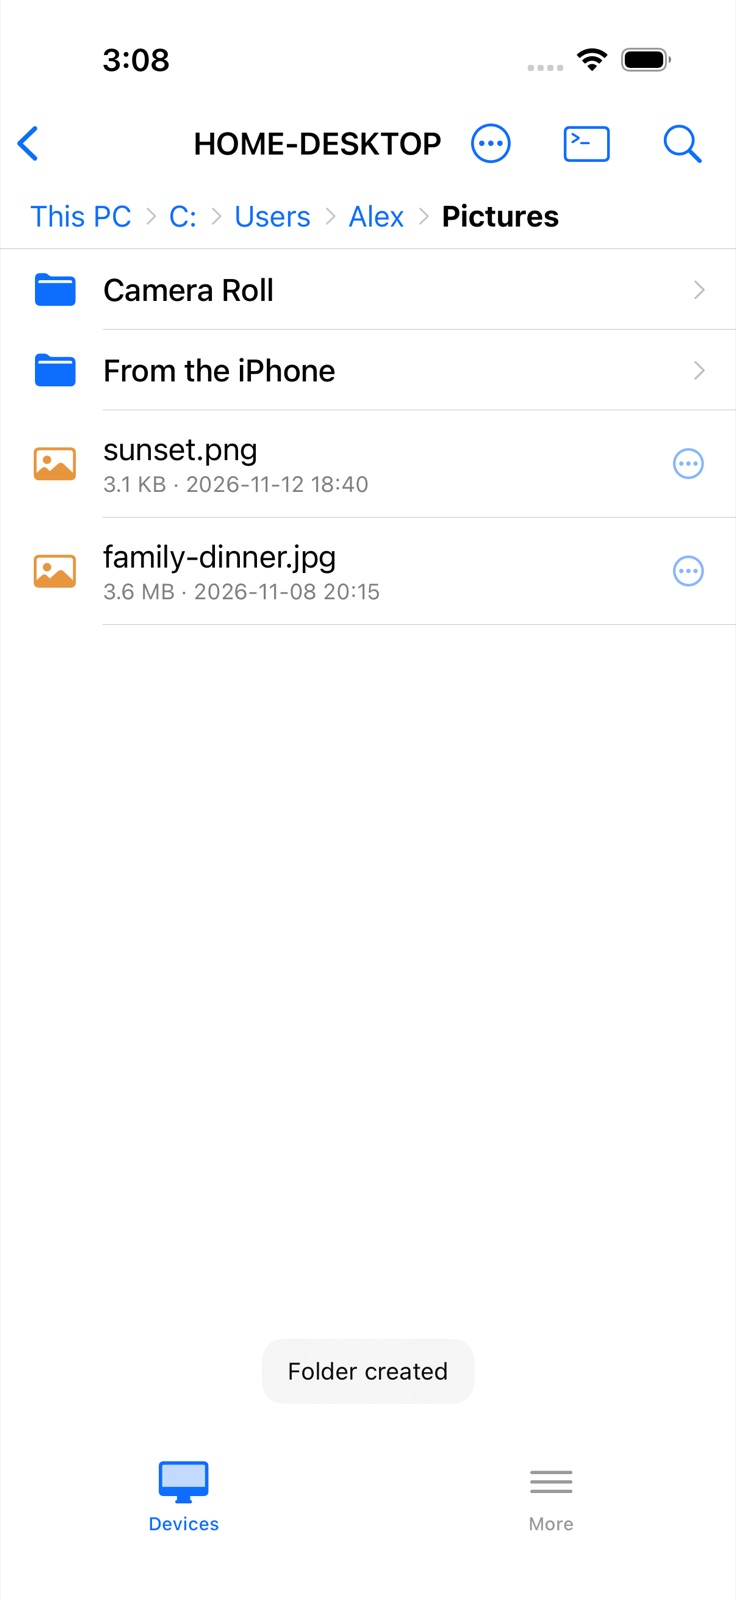 3:08
HOME-DESKTOP
This PC > C: > Users > Alex > Pictures
Camera Roll
From the iPhone
sunset.png
3.1 KB · 2026-11-12 18:40
family-dinner.jpg
3.6 MB · 2026-11-08 20:15
Folder created
Devices
More